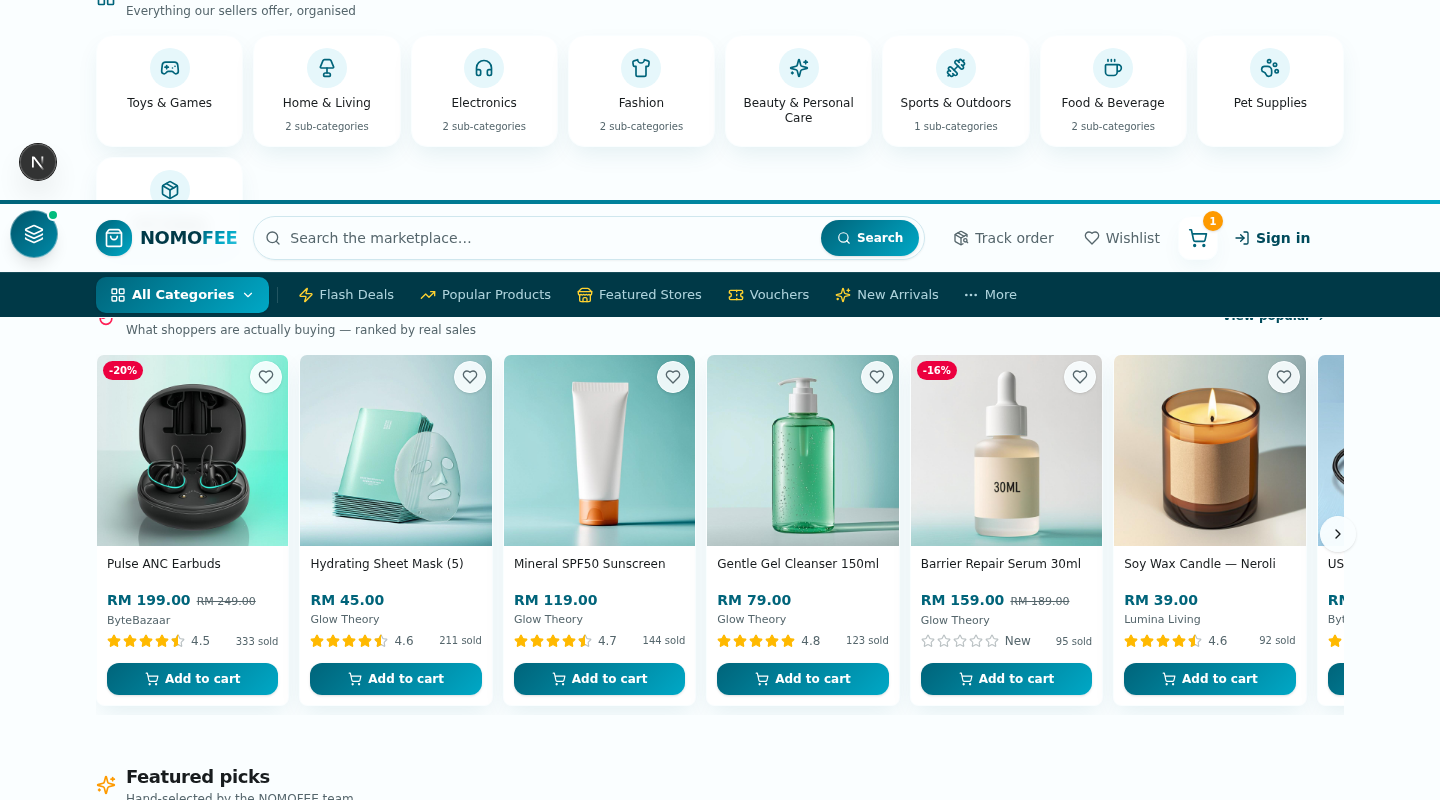 Everything our sellers offer, organised
Toys & Games
Home & Living
2 sub-categories
Electronics
2 sub-categories
Fashion
2 sub-categories
Beauty & Personal
Care
Sports & Outdoors
1 sub-categories
Food & Beverage
2 sub-categories
Pet Supplies
N
NOMOFEE
Search the marketplace...
Search
Track order
Wishlist
1
Sign in
All Categories
Flash Deals
Popular Products
Featured Stores
Vouchers
New Arrivals
More
What shoppers are actually buying — ranked by real sales
View popular
-20%
Pulse ANC Earbuds
RM 199.00 RM 249.00
ByteBazaar
4.5 333 sold
Add to cart
Hydrating Sheet Mask (5)
RM 45.00
Glow Theory
4.6 211 sold
Add to cart
Mineral SPF50 Sunscreen
RM 119.00
Glow Theory
4.7 144 sold
Add to cart
Gentle Gel Cleanser 150ml
RM 79.00
Glow Theory
4.8 123 sold
Add to cart
-16%
30ML
Barrier Repair Serum 30ml
RM 159.00 RM 189.00
Glow Theory
New 95 sold
Add to cart
Soy Wax Candle — Neroli
RM 39.00
Lumina Living
4.6 92 sold
Add to cart
Featured picks
Hand-selected by the NOMOFEE team